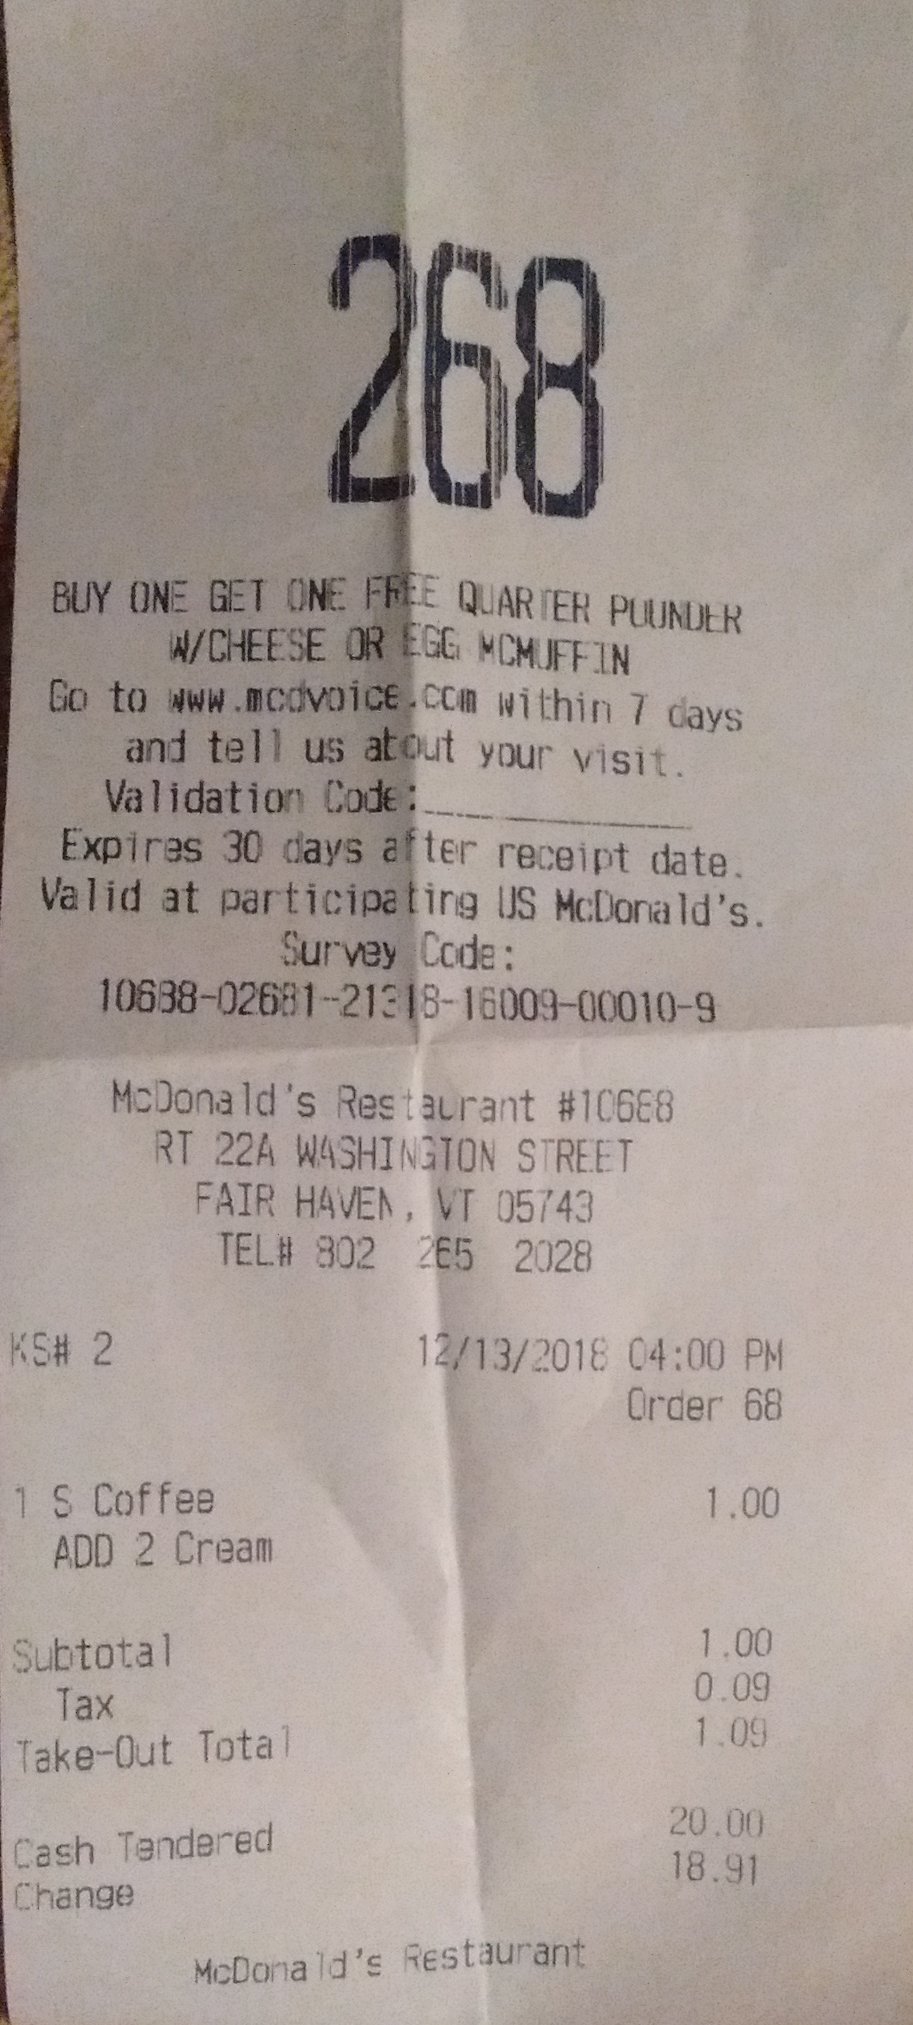 268
BUY ONE GET ONE FREE QUARTER POUNDER
W/CHEESE OR EGG MCMUFFIN
Go to www.mcdvoice.com within 7 days
and tell us about your visit.
Validation Code:____________
Expires 30 days after receipt date.
Valid at participating US McDonald's.
Survey Code:
10688-02681-21318-16009-00010-9
McDonald's Restaurant #10688
RT 22A WASHINGTON STREET
FAIR HAVEN, VT 05743
TEL# 802 265 2028
KS# 2 12/13/2018 04:00 PM
Order 68
1 S Coffee 1.00
ADD 2 Cream
Subtotal 1.00
Tax 0.09
Take-Out Total 1.09
Cash Tendered 20.00
Change 18.91
McDonald's Restaurant